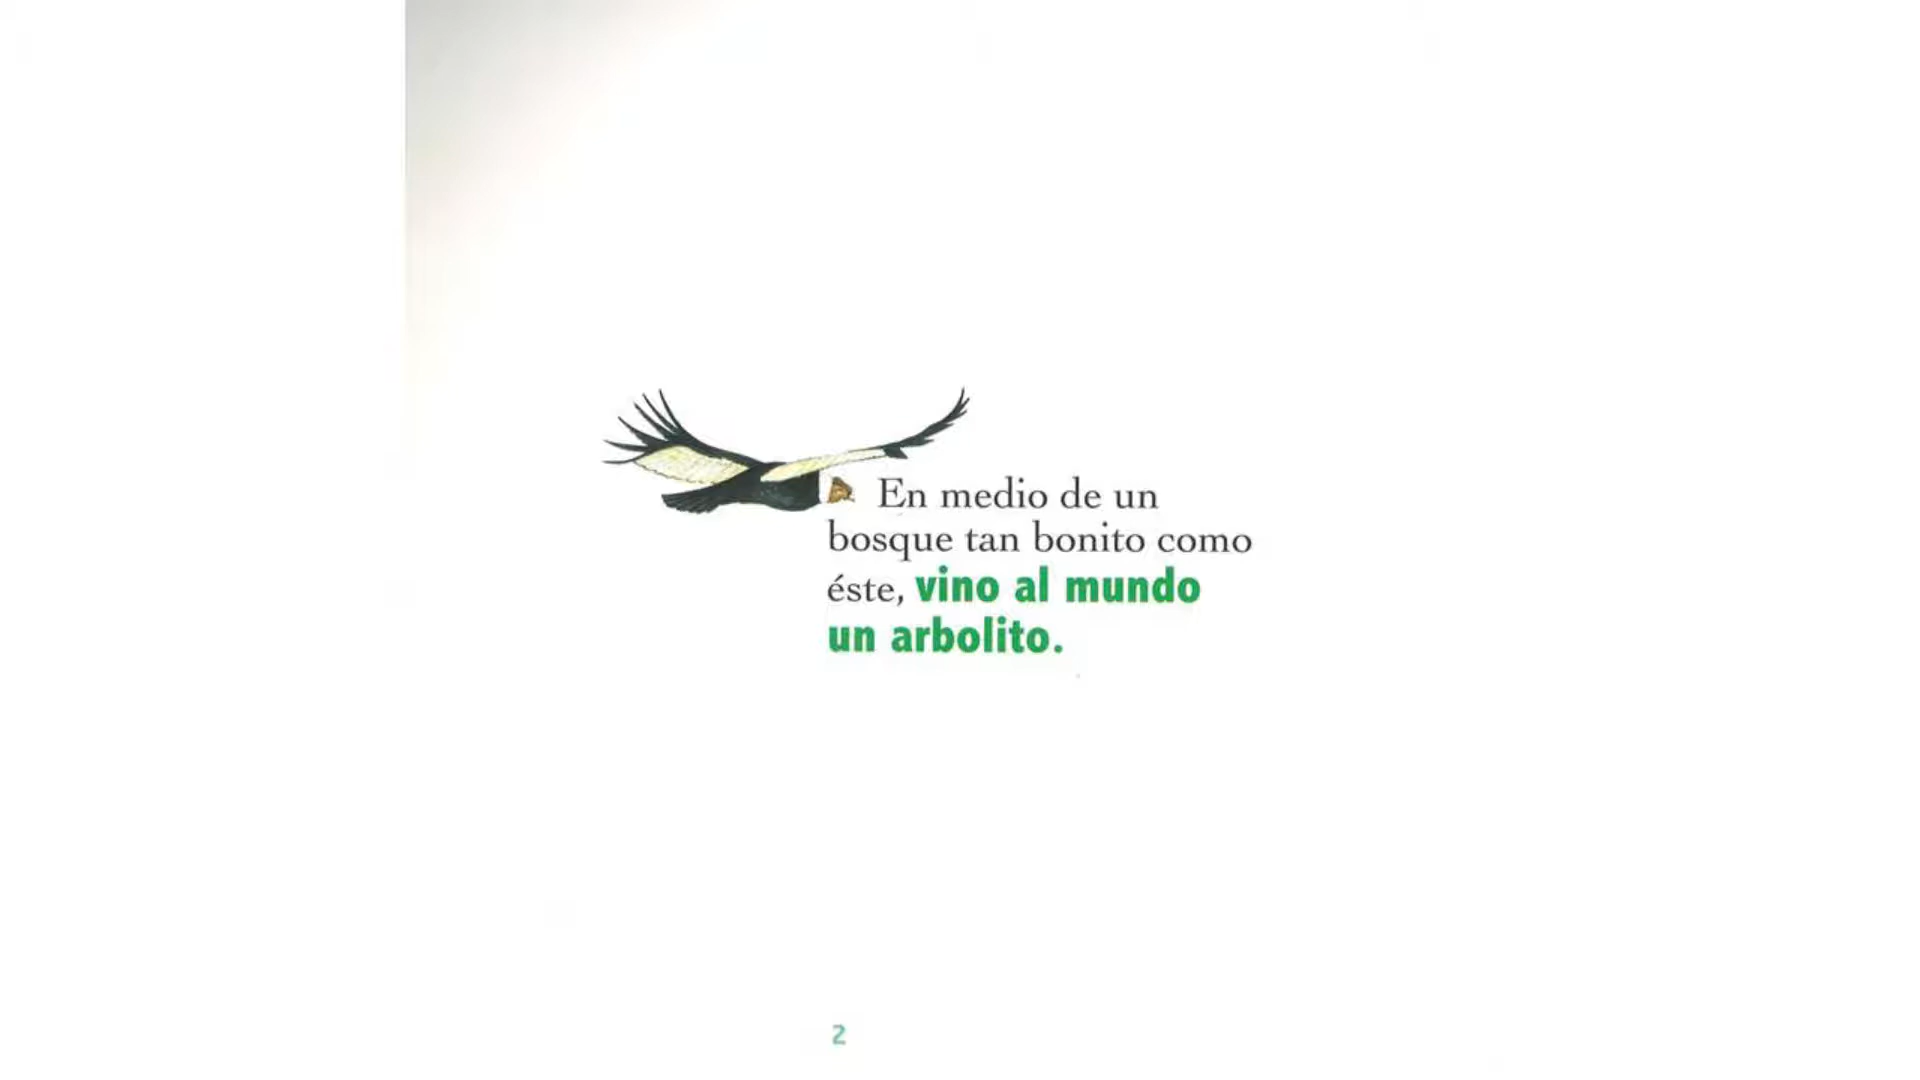 En medio de un
bosque tan bonito como
éste, vino al mundo
un arbolito.
2